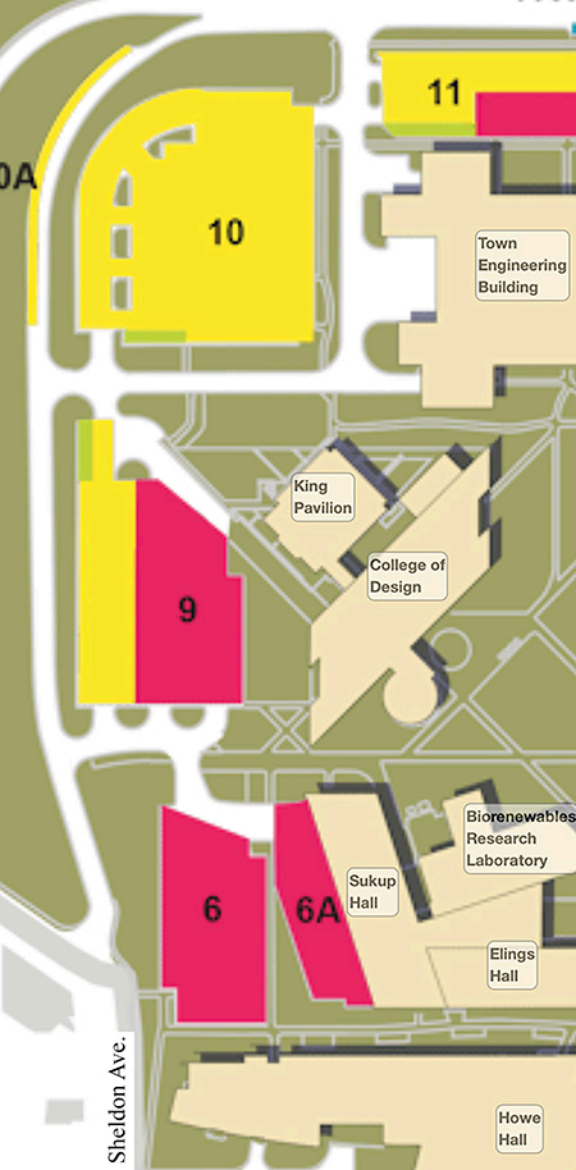 11
0A
10
Town
Engineering
Building
King
Pavilion
College of
Design
9
Biorenewables
Research
Laboratory
Sukup
Hall
6
6A
Elings
Hall
Sheldon Ave.
Howe
Hall